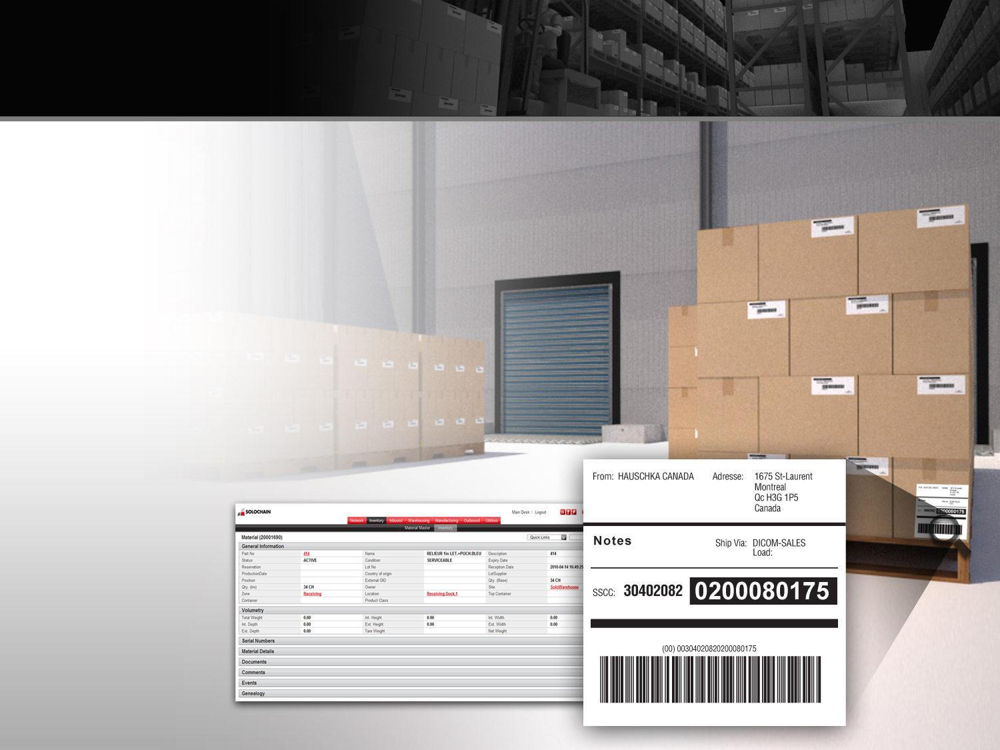 SOLOCHAIN
Main Desk Logout
Network Inventory Inbound Warehousing Manufacturing Outbound Utilities
Material Master Inventory
Material (20001690) Quick Links
General Information
Part No 414 Name RELIEUR 1in LET.+POCH.BLEU Description 414
Status ACTIVE Condition SERVICEABLE Expiry Date
Reservation Lot No Reception Date 2010-04-14 16:49:25
ProductionDate Country of origin LotSupplier
Position External OID Qty. (Base) 34 CH
Qty. (Inv) 34 CH Owner Site SoloWarehouse
Zone Receiving Location Receiving Dock 1 Top Container
Container Product Class
Volumetry
Total Weight 0.00 Int. Height 0.00 Int. Width 0.00
Int. Depth 0.00 Ext. Height 0.00 Ext. Width 0.00
Ext. Depth 0.00 Tare Weight Net Weight
Serial Numbers
Material Details
Documents
Comments
Events
Genealogy
From: HAUSCHKA CANADA Adresse: 1675 St-Laurent
Montreal
Qc H3G 1P5
Canada
Notes Ship Via: DICOM-SALES
Load:
SSCC: 30402082 0200080175
(00) 00304020820200080175
0200080175